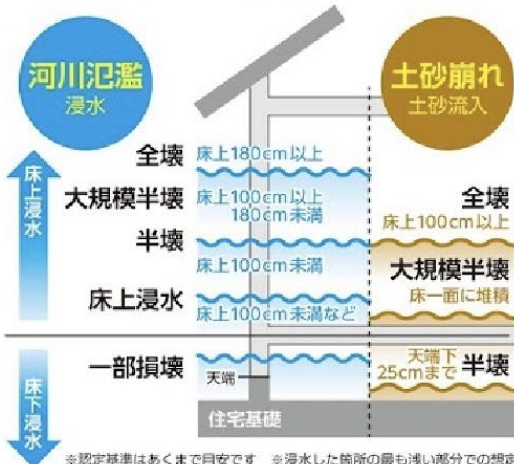 河川氾濫
浸水
土砂崩れ
土砂流入
床上浸水
全壊
床上180cm以上
大規模半壊
床上100cm以上
180cm未満
半壊
床上100cm未満
床上浸水
床上100cm未満など
全壊
床上100cm以上
大規模半壊
床一面に堆積
床下浸水
一部損壊
天端
天端下
25cmまで
半壊
住宅基礎
※認定基準はあくまで目安です ※浸水した箇所の最も浅い部分での想定